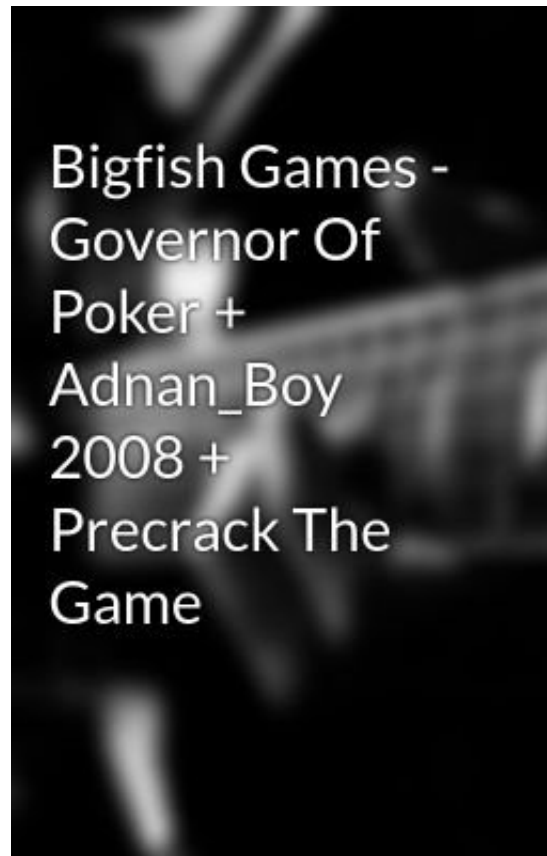 Bigfish Games -
Governor Of
Poker +
Adnan_Boy
2008 +
Precrack The
Game